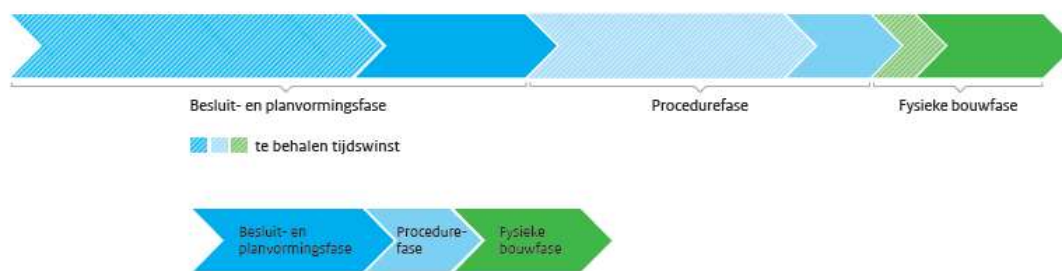 Besluit- en planvormingsfase
Procedurefase
Fysieke bouwfase
te behalen tijdswinst
Besluit- en
planvormingsfase
Procedure-
fase
Fysieke
bouwfase